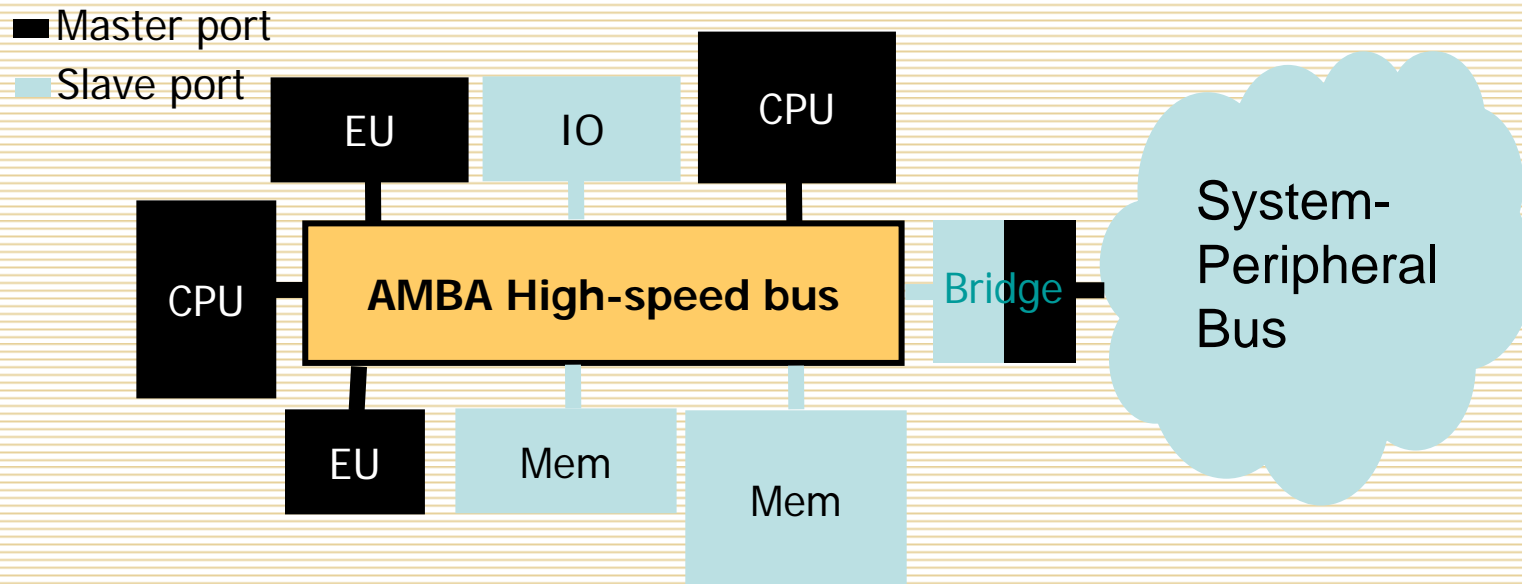 Master port
Slave port
EU
IO
CPU
CPU
AMBA High-speed bus
Bridge
System-
Peripheral
Bus
EU
Mem
Mem